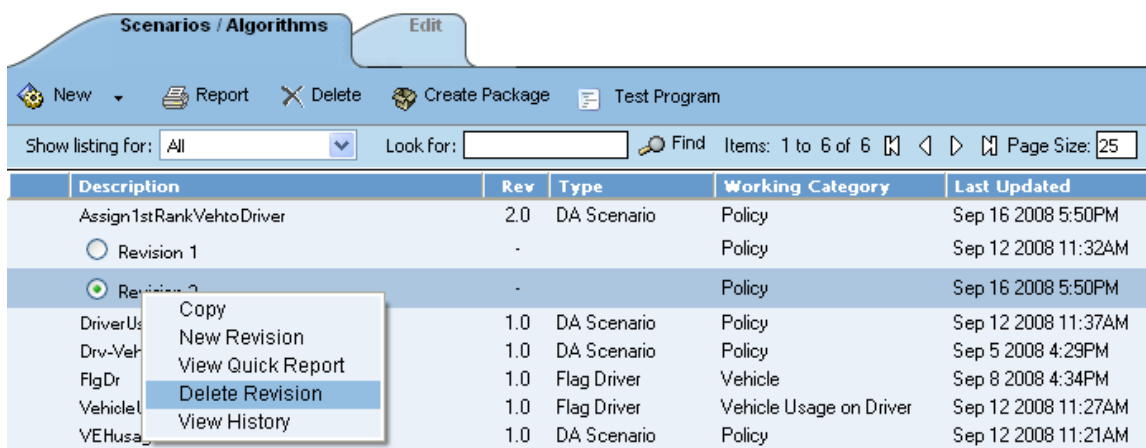 Scenarios / Algorithms Edit
New Report Delete Create Package Test Program
Show listing for: All Look for: Find Items: 1 to 6 of 6 Page Size: 25
Description Rev Type Working Category Last Updated
Assign1stRankVehtoDriver 2.0 DA Scenario Policy Sep 16 2008 5:50PM
Revision 1 - Policy Sep 12 2008 11:32AM
- Policy Sep 16 2008 5:50PM
Copy
DriverUs 1.0 DA Scenario Policy Sep 12 2008 11:37AM
New Revision
Drv-Veh 1.0 DA Scenario Policy Sep 5 2008 4:29PM
View Quick Report
FlgDr 1.0 Flag Driver Vehicle Sep 8 2008 4:34PM
Delete Revision
Vehicle 1.0 Flag Driver Vehicle Usage on Driver Sep 12 2008 11:27AM
View History
VEHusag 1.0 DA Scenario Policy Sep 12 2008 11:21AM